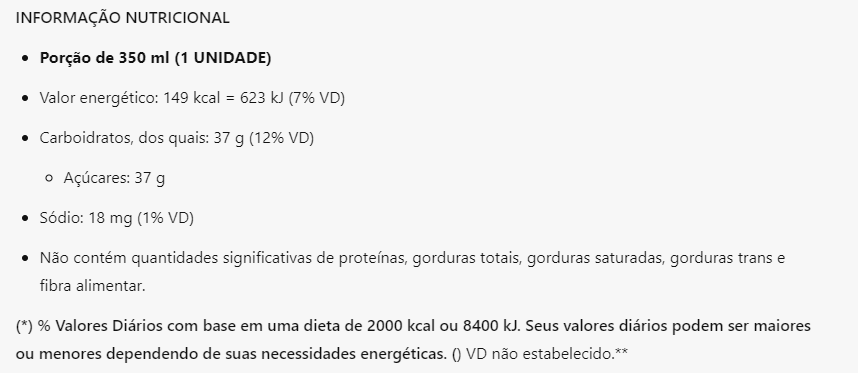 INFORMAÇÃO NUTRICIONAL
Porção de 350 ml (1 UNIDADE)
Valor energético: 149 kcal = 623 kJ (7% VD)
Carboidratos, dos quais: 37 g (12% VD)
Açúcares: 37 g
Sódio: 18 mg (1% VD)
Não contém quantidades significativas de proteínas, gorduras totais, gorduras saturadas, gorduras trans e
fibra alimentar.
(*) % Valores Diários com base em uma dieta de 2000 kcal ou 8400 kJ. Seus valores diários podem ser maiores
ou menores dependendo de suas necessidades energéticas. () VD não estabelecido.**